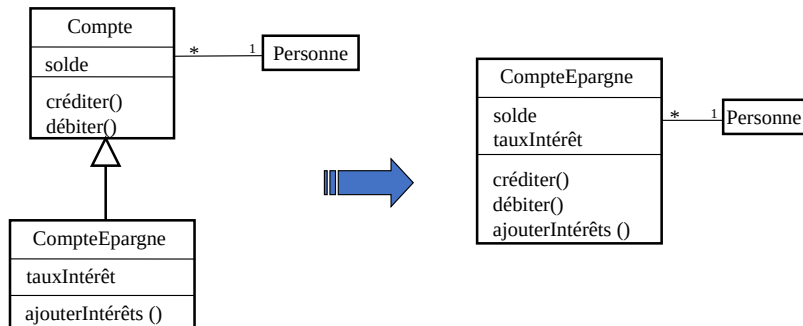 Compte
solde
créditer()
débiter()
* 1
Personne
CompteEpargne
tauxIntérêt
ajouterIntérêts ()
CompteEpargne
solde
tauxIntérêt
créditer()
débiter()
ajouterIntérêts ()
* 1
Personne